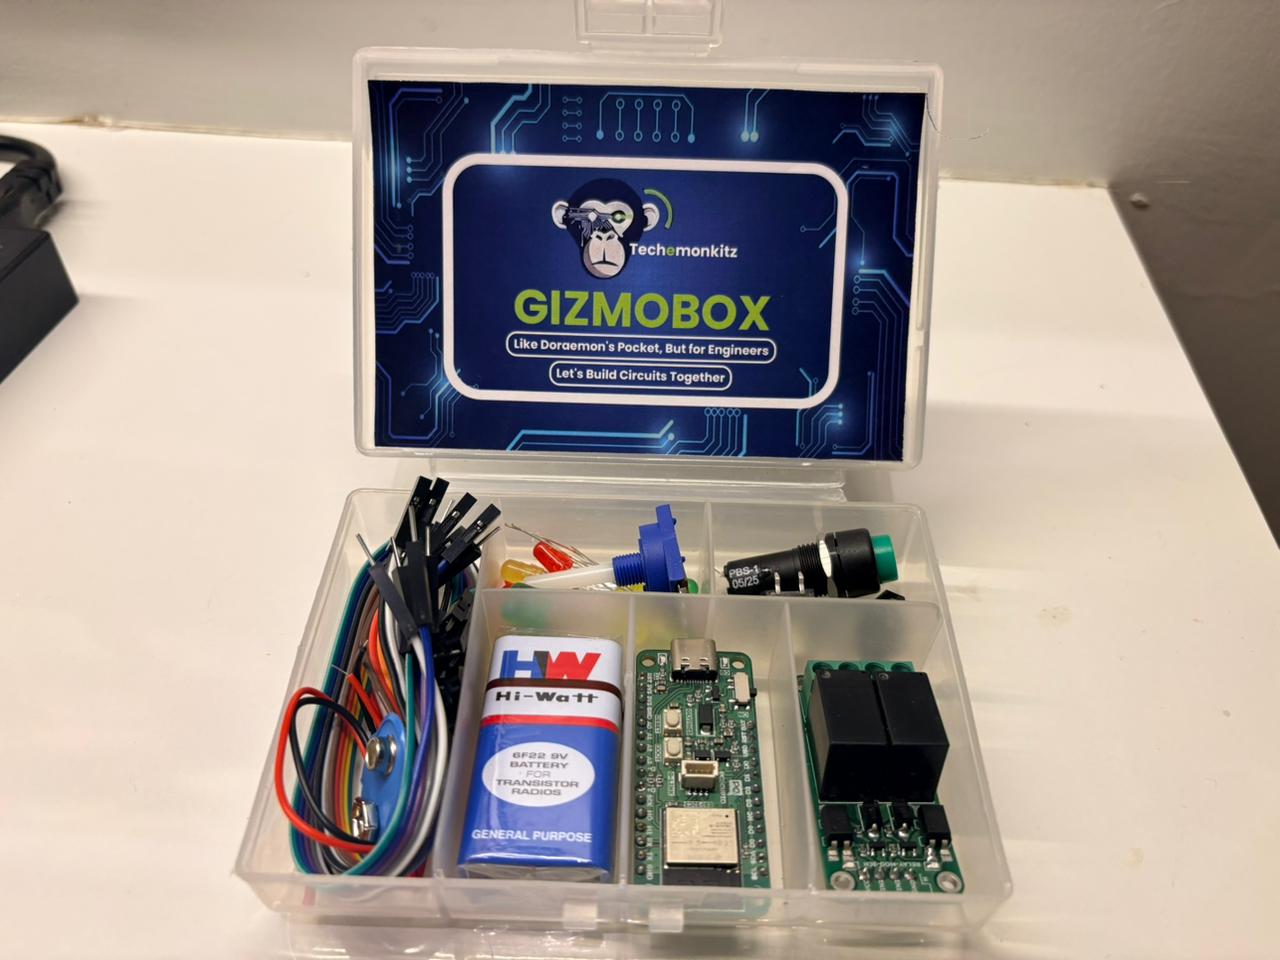 Techemonkitz
GIZMOBOX
Like Doraemon's Pocket, But for Engineers
Let's Build Circuits Together
PBS-1
05/25
HW
Hi-Watt
6F22 9V
BATTERY
FOR
TRANSISTOR
RADIOS
GENERAL PURPOSE